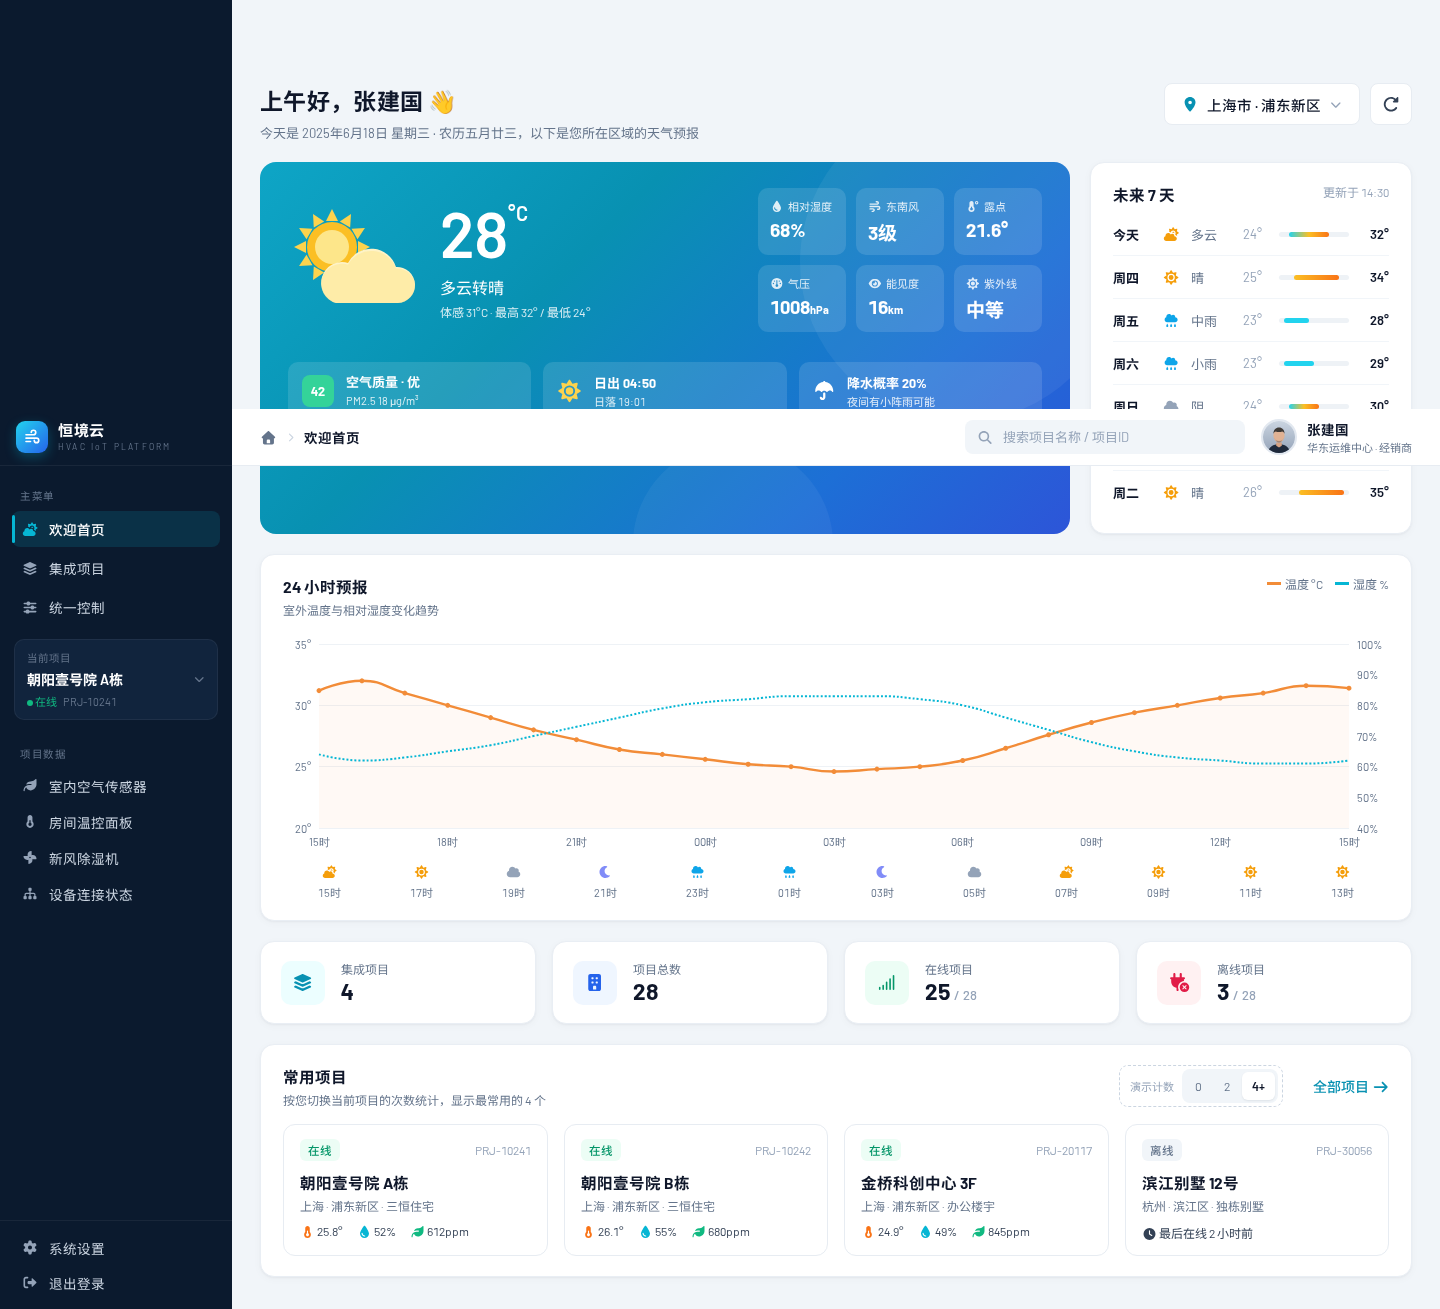 上午好，张建国 👋
今天是 2025年6月18日 星期三 · 农历五月廿三，以下是您所在区域的天气预报
上海市 · 浦东新区
28°C
多云转晴
体感 31°C · 最高 32° / 最低 24°
相对湿度
68%
东南风
3级
露点
21.6°
气压
1008hPa
能见度
16km
紫外线
中等
42
空气质量 · 优
PM2.5 18 μg/m³
日出 04:50
日落 19:01
降水概率 20%
夜间有小阵雨可能
未来 7 天
更新于 14:30
今天 多云 24° 32°
周四 晴 25° 34°
周五 中雨 23° 28°
周六 小雨 23° 29°
周日 阴 24° 30°
周二 晴 26° 35°
恒境云
HVAC IoT PLATFORM
欢迎首页
搜索项目名称 / 项目ID
张建国
华东运维中心 · 经销商
主菜单
欢迎首页
集成项目
统一控制
当前项目
朝阳壹号院 A栋
在线 PRJ-10241
项目数据
室内空气传感器
房间温控面板
新风除湿机
设备连接状态
系统设置
退出登录
24 小时预报
室外温度与相对湿度变化趋势
温度 °C 湿度 %
35°
30°
25°
20°
100%
90%
80%
70%
60%
50%
40%
15时 18时 21时 00时 03时 06时 09时 12时 15时
15时 17时 19时 21时 23时 01时 03时 05时 07时 09时 11时 13时
集成项目
4
项目总数
28
在线项目
25 / 28
离线项目
3 / 28
常用项目
按您切换当前项目的次数统计，显示最常用的 4 个
演示计数 0 2 4+
全部项目
在线 PRJ-10241
朝阳壹号院 A栋
上海 · 浦东新区 · 三恒住宅
25.8° 52% 612ppm
在线 PRJ-10242
朝阳壹号院 B栋
上海 · 浦东新区 · 三恒住宅
26.1° 55% 680ppm
在线 PRJ-20117
金桥科创中心 3F
上海 · 浦东新区 · 办公楼宇
24.9° 49% 845ppm
离线 PRJ-30056
滨江别墅 12号
杭州 · 滨江区 · 独栋别墅
最后在线 2 小时前